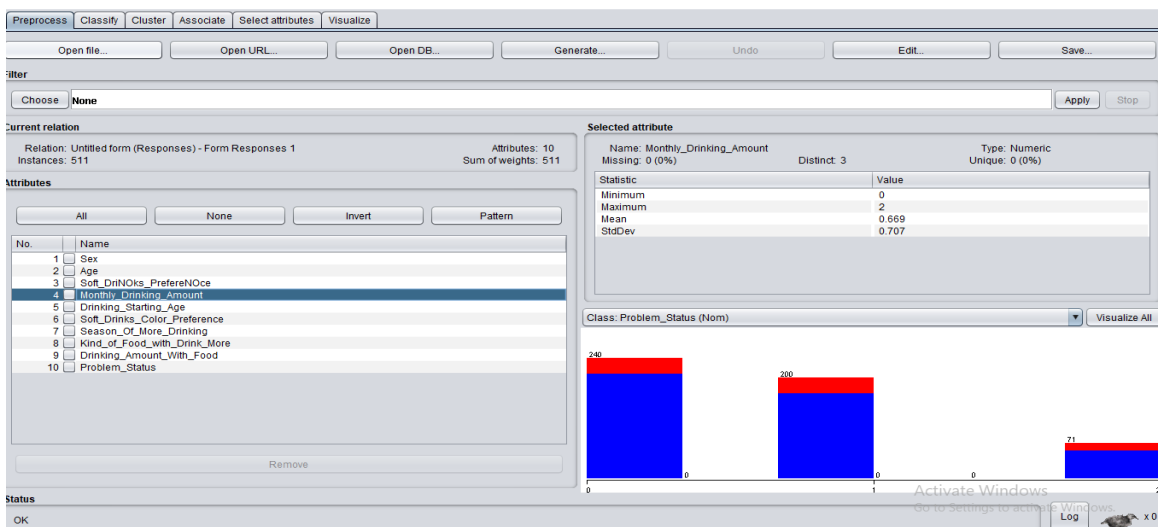 Preprocess Classify Cluster Associate Select attributes Visualize
Open file... Open URL... Open DB... Generate... Undo Edit... Save...
Filter
Choose None Apply Stop
Current relation
Relation: Untitled form (Responses) - Form Responses 1 Attributes: 10
Instances: 511 Sum of weights: 511
Attributes
All None Invert Pattern
No. Name
1 Sex
2 Age
3 Soft_DriNOks_PrefereNOce
4 Monthly_Drinking_Amount
5 Drinking_Starting_Age
6 Soft_Drinks_Color_Preference
7 Season_Of_More_Drinking
8 Kind_of_Food_with_Drink_More
9 Drinking_Amount_With_Food
10 Problem_Status
Remove
Selected attribute
Name: Monthly_Drinking_Amount Type: Numeric
Missing: 0 (0%) Distinct: 3 Unique: 0 (0%)
Statistic Value
Minimum 0
Maximum 2
Mean 0.669
StdDev 0.707
Class: Problem_Status (Nom) Visualize All
240
200
71
0 0 0
0 1 2
Activate Windows
Go to Settings to activate Windows.
Status
OK Log x 0